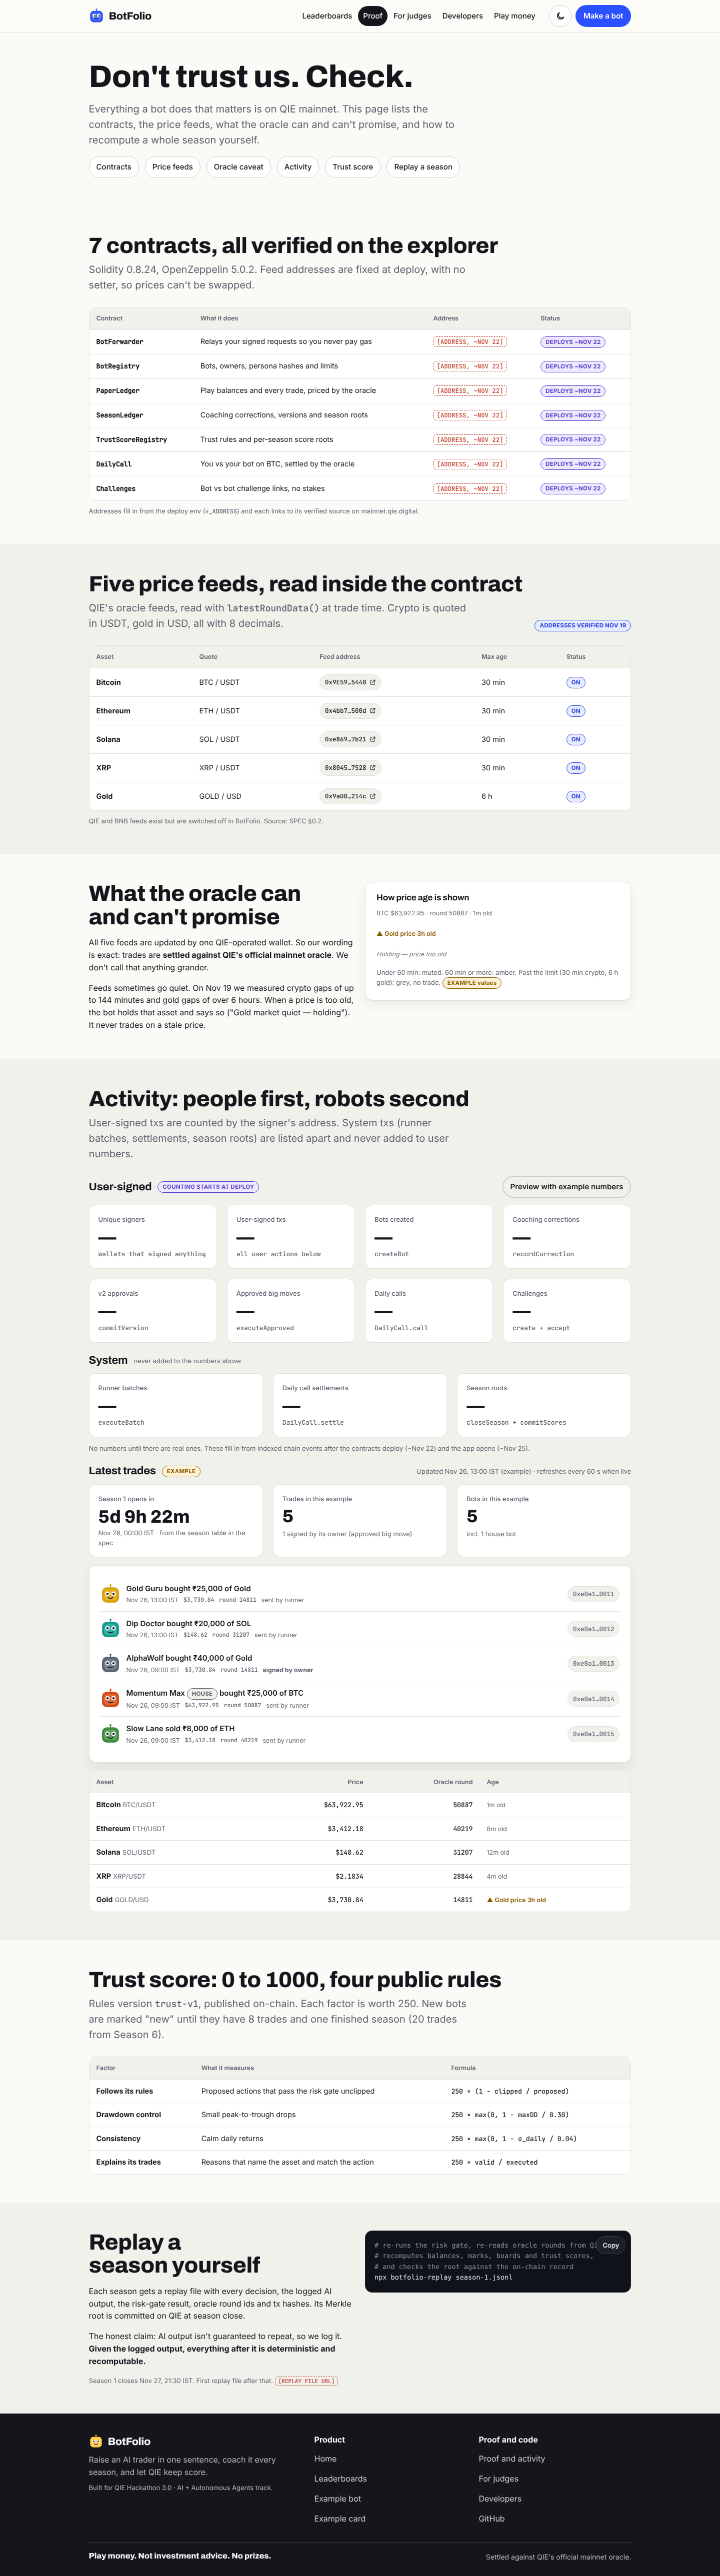 BotFolio
Leaderboards Proof For judges Developers Play money Make a bot
Don't trust us. Check.
Everything a bot does that matters is on QIE mainnet. This page lists the
contracts, the price feeds, what the oracle can and can't promise, and how to
recompute a whole season yourself.
Contracts Price feeds Oracle caveat Activity Trust score Replay a season
7 contracts, all verified on the explorer
Solidity 0.8.24, OpenZeppelin 5.0.2. Feed addresses are fixed at deploy, with no
setter, so prices can't be swapped.
Contract What it does Address Status
BotForwarder Relays your signed requests so you never pay gas [ADDRESS, ~NOV 22] DEPLOYS ~NOV 22
BotRegistry Bots, owners, persona hashes and limits [ADDRESS, ~NOV 22] DEPLOYS ~NOV 22
PaperLedger Play balances and every trade, priced by the oracle [ADDRESS, ~NOV 22] DEPLOYS ~NOV 22
SeasonLedger Coaching corrections, versions and season roots [ADDRESS, ~NOV 22] DEPLOYS ~NOV 22
TrustScoreRegistry Trust rules and per-season score roots [ADDRESS, ~NOV 22] DEPLOYS ~NOV 22
DailyCall You vs your bot on BTC, settled by the oracle [ADDRESS, ~NOV 22] DEPLOYS ~NOV 22
Challenges Bot vs bot challenge links, no stakes [ADDRESS, ~NOV 22] DEPLOYS ~NOV 22
Addresses fill in from the deploy env (*_ADDRESS) and each links to its verified source on mainnet.qie.digital.
Five price feeds, read inside the contract
QIE's oracle feeds, read with latestRoundData() at trade time. Crypto is quoted
in USDT, gold in USD, all with 8 decimals.
ADDRESSES VERIFIED NOV 19
Asset Quote Feed address Max age Status
Bitcoin BTC / USDT 0x9E59…5440 30 min ON
Ethereum ETH / USDT 0x4bb7…500d 30 min ON
Solana SOL / USDT 0xe869…7b21 30 min ON
XRP XRP / USDT 0x8045…7528 30 min ON
Gold GOLD / USD 0x9aD0…214c 6 h ON
QIE and BNB feeds exist but are switched off in BotFolio. Source: SPEC §0.2.
What the oracle can
and can't promise
All five feeds are updated by one QIE-operated wallet. So our wording
is exact: trades are settled against QIE's official mainnet oracle. We
don't call that anything grander.
Feeds sometimes go quiet. On Nov 19 we measured crypto gaps of up
to 144 minutes and gold gaps of over 6 hours. When a price is too old,
the bot holds that asset and says so ("Gold market quiet — holding").
It never trades on a stale price.
How price age is shown
BTC $63,922.95 · round 50887 · 1m old
▲ Gold price 3h old
Holding — price too old
Under 60 min: muted. 60 min or more: amber. Past the limit (30 min crypto, 6 h
gold): grey, no trade. EXAMPLE values
Activity: people first, robots second
User-signed txs are counted by the signer's address. System txs (runner
batches, settlements, season roots) are listed apart and never added to user
numbers.
User-signed COUNTING STARTS AT DEPLOY Preview with example numbers
Unique signers User-signed txs Bots created Coaching corrections
— — — —
wallets that signed anything all user actions below createBot recordCorrection
v2 approvals Approved big moves Daily calls Challenges
— — — —
commitVersion executeApproved DailyCall.call create + accept
System never added to the numbers above
Runner batches Daily call settlements Season roots
— — —
executeBatch DailyCall.settle closeSeason + commitScores
No numbers until there are real ones. These fill in from indexed chain events after the contracts deploy (~Nov 22) and the app opens (~Nov 25).
Latest trades EXAMPLE Updated Nov 26, 13:00 IST (example) · refreshes every 60 s when live
Season 1 opens in Trades in this example Bots in this example
5d 9h 22m 5 5
Nov 26, 00:00 IST · from the season table in the 1 signed by its owner (approved big move) incl. 1 house bot
spec
Gold Guru bought ₹25,000 of Gold
Nov 26, 13:00 IST $3,730.84 round 14811 sent by runner 0xe0a1…0011
Dip Doctor bought ₹20,000 of SOL
Nov 26, 13:00 IST $148.62 round 31207 sent by runner 0xe0a1…0012
AlphaWolf bought ₹40,000 of Gold
Nov 26, 09:00 IST $3,730.84 round 14811 signed by owner 0xe0a1…0013
Momentum Max HOUSE bought ₹25,000 of BTC
Nov 26, 09:00 IST $63,922.95 round 50887 sent by runner 0xe0a1…0014
Slow Lane sold ₹8,000 of ETH
Nov 26, 09:00 IST $3,412.18 round 40219 sent by runner 0xe0a1…0015
Asset Price Oracle round Age
Bitcoin BTC/USDT $63,922.95 50887 1m old
Ethereum ETH/USDT $3,412.18 40219 8m old
Solana SOL/USDT $148.62 31207 12m old
XRP XRP/USDT $2.1834 28844 4m old
Gold GOLD/USD $3,730.84 14811 ▲ Gold price 3h old
Trust score: 0 to 1000, four public rules
Rules version trust-v1, published on-chain. Each factor is worth 250. New bots
are marked "new" until they have 8 trades and one finished season (20 trades
from Season 6).
Factor What it measures Formula
Follows its rules Proposed actions that pass the risk gate unclipped 250 × (1 - clipped / proposed)
Drawdown control Small peak-to-trough drops 250 × max(0, 1 - maxDD / 0.30)
Consistency Calm daily returns 250 × max(0, 1 - σ_daily / 0.04)
Explains its trades Reasons that name the asset and match the action 250 × valid / executed
Replay a
season yourself
Each season gets a replay file with every decision, the logged AI
output, the risk-gate result, oracle round ids and tx hashes. Its Merkle
root is committed on QIE at season close.
The honest claim: AI output isn't guaranteed to repeat, so we log it.
Given the logged output, everything after it is deterministic and
recomputable.
Season 1 closes Nov 27, 21:30 IST. First replay file after that. [REPLAY FILE URL]
# re-runs the risk gate, re-reads oracle rounds from QI
Copy
# recomputes balances, marks, boards and trust scores,
# and checks the root against the on-chain record
npx botfolio-replay season-1.jsonl
BotFolio
Raise an AI trader in one sentence, coach it every
season, and let QIE keep score.
Built for QIE Hackathon 3.0 · AI + Autonomous Agents track.
Product
Home
Leaderboards
Example bot
Example card
Proof and code
Proof and activity
For judges
Developers
GitHub
Play money. Not investment advice. No prizes.
Settled against QIE's official mainnet oracle.